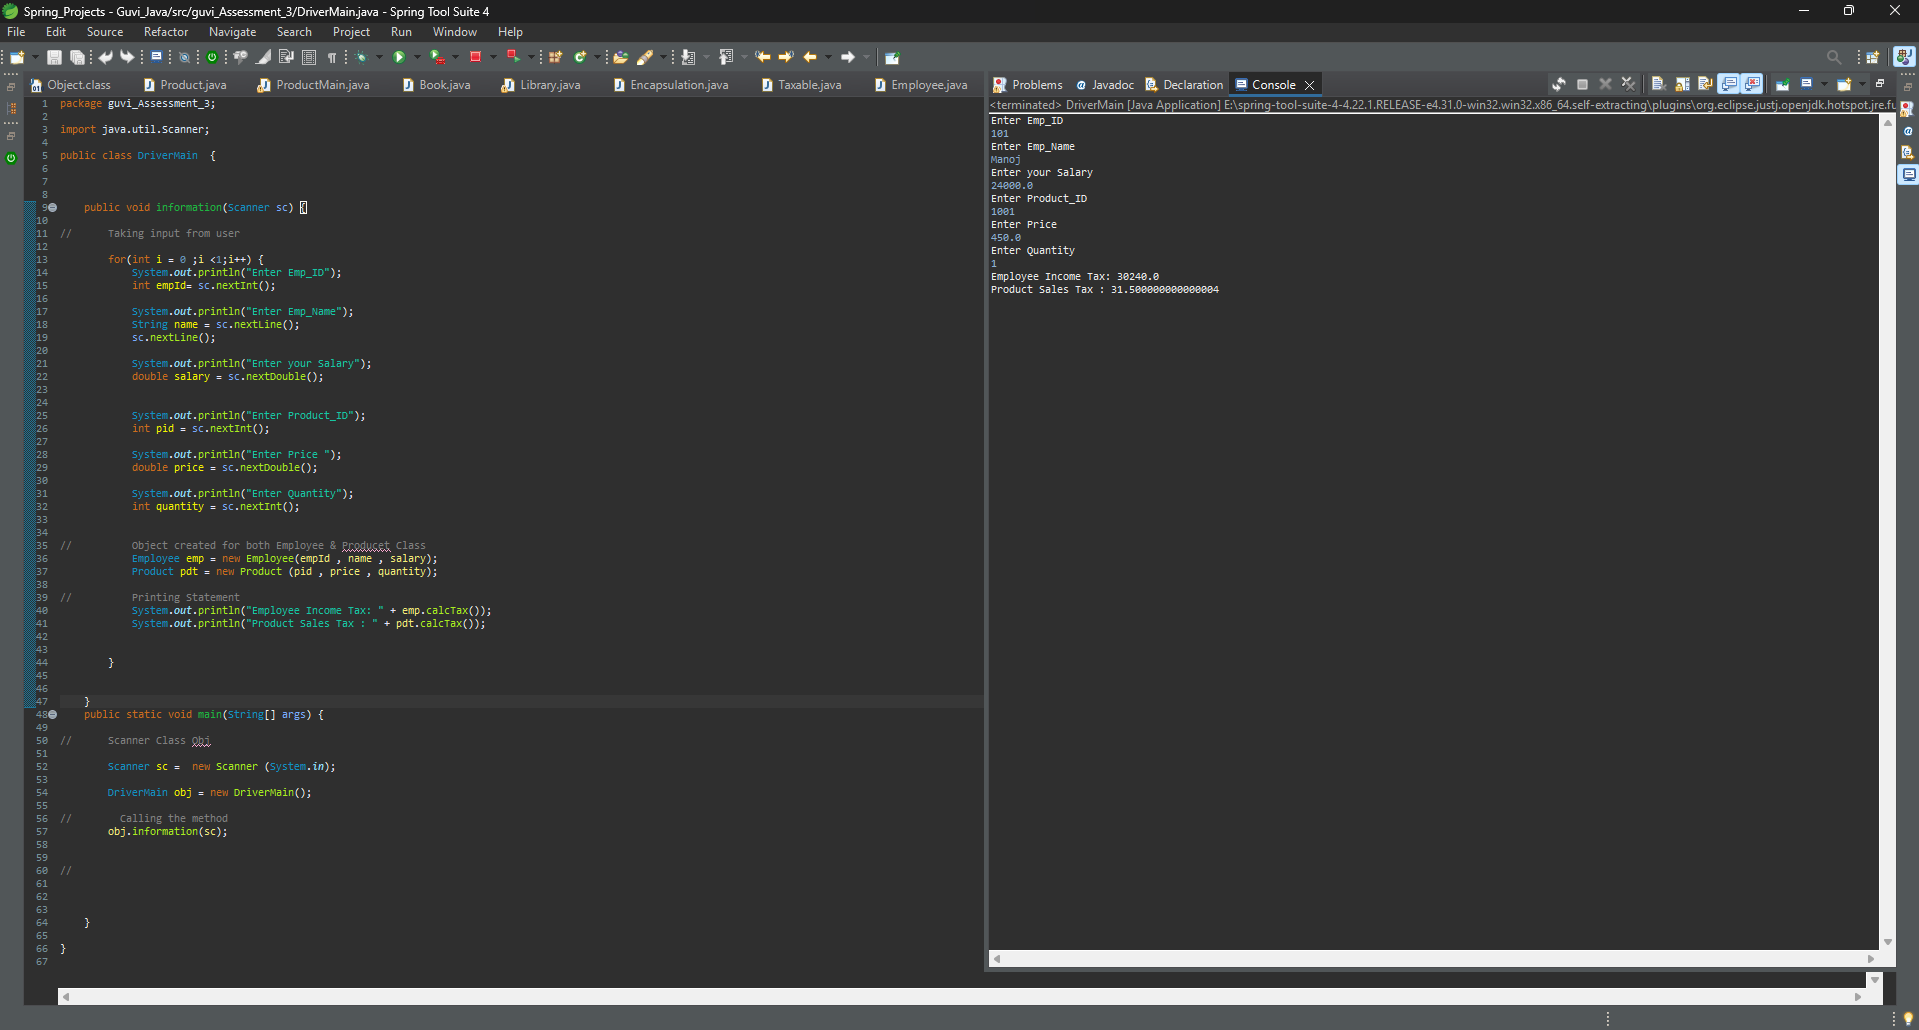 Spring_Projects - Guvi_Java/src/guvi_Assessment_3/DriverMain.java - Spring Tool Suite 4
File Edit Source Refactor Navigate Search Project Run Window Help
Object.class Product.java ProductMain.java Book.java Library.java Encapsulation.java Taxable.java Employee.java
1 package guvi_Assessment_3;
2
3 import java.util.Scanner;
4
5 public class DriverMain {
6
7
8
9 public void information(Scanner sc) {
10
11 // Taking input from user
12
13 for(int i = 0 ;i <1;i++) {
14 System.out.println("Enter Emp_ID");
15 int empId= sc.nextInt();
16
17 System.out.println("Enter Emp_Name");
18 String name = sc.nextLine();
19 sc.nextLine();
20
21 System.out.println("Enter your Salary");
22 double salary = sc.nextDouble();
23
24
25 System.out.println("Enter Product_ID");
26 int pid = sc.nextInt();
27
28 System.out.println("Enter Price ");
29 double price = sc.nextDouble();
30
31 System.out.println("Enter Quantity");
32 int quantity = sc.nextInt();
33
34
35 // Object created for both Employee & Producet Class
36 Employee emp = new Employee(empId , name , salary);
37 Product pdt = new Product (pid , price , quantity);
38
39 // Printing Statement
40 System.out.println("Employee Income Tax: " + emp.calcTax());
41 System.out.println("Product Sales Tax : " + pdt.calcTax());
42
43
44 }
45
46
47 }
48 public static void main(String[] args) {
49
50 // Scanner Class Obj
51
52 Scanner sc = new Scanner (System.in);
53
54 DriverMain obj = new DriverMain();
55
56 // Calling the method
57 obj.information(sc);
58
59
60 //
61
62
63
64 }
65
66 }
67
Problems Javadoc Declaration Console
<terminated> DriverMain [Java Application] E:\spring-tool-suite-4-4.22.1.RELEASE-e4.31.0-win32.win32.x86_64.self-extracting\plugins\org.eclipse.justj.openjdk.hotspot.jre.fu
Enter Emp_ID
101
Enter Emp_Name
Manoj
Enter your Salary
24000.0
Enter Product_ID
1001
Enter Price
450.0
Enter Quantity
1
Employee Income Tax: 30240.0
Product Sales Tax : 31.500000000000004